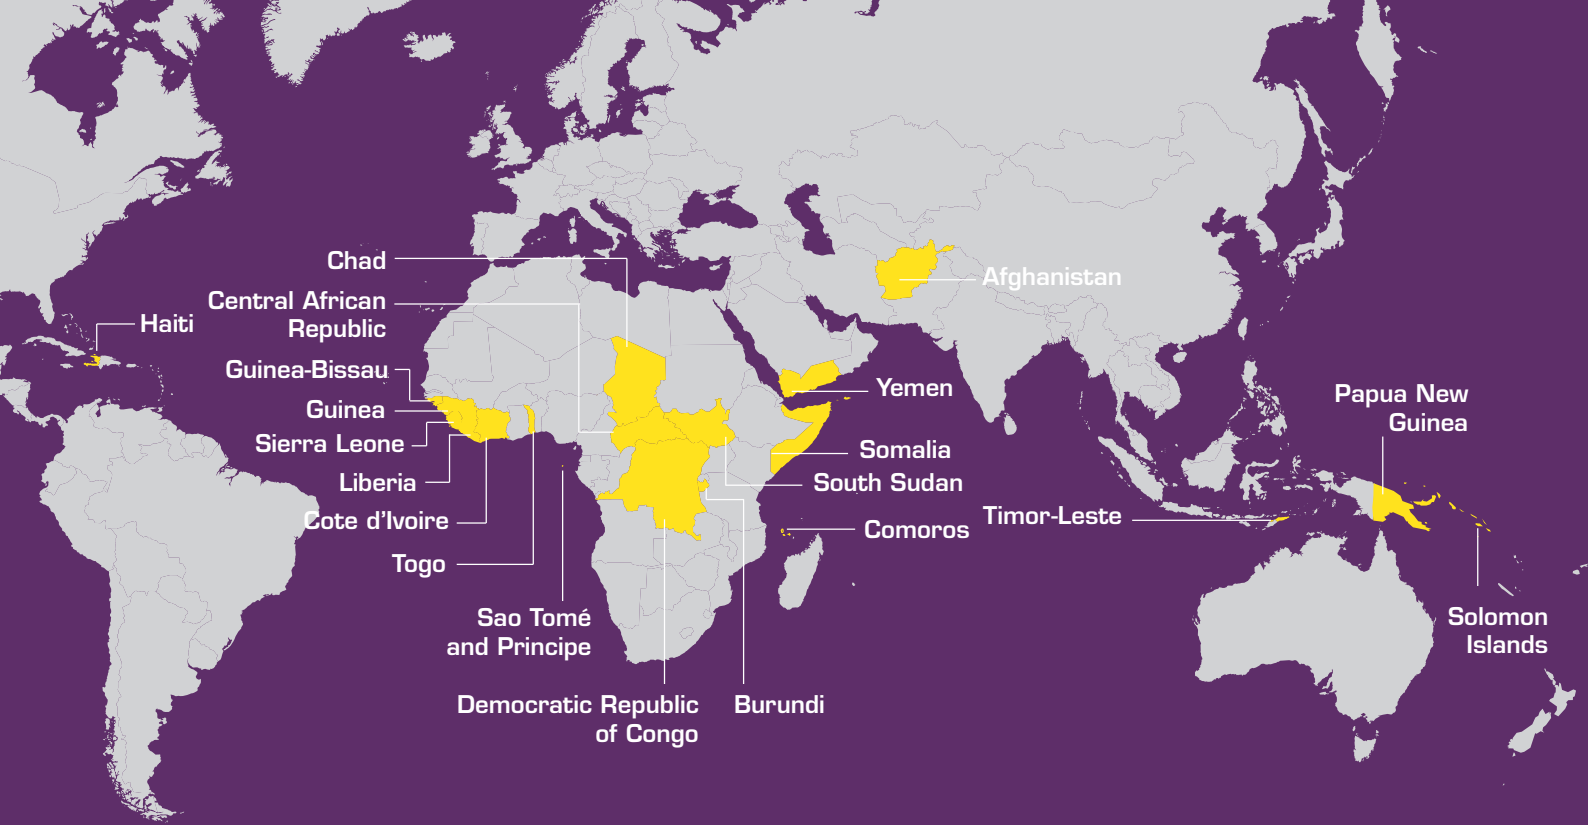 Chad
Central African
Republic
Haiti
Guinea-Bissau
Guinea
Sierra Leone
Liberia
Cote d'Ivoire
Togo
Sao Tomé
and Principe
Democratic Republic
of Congo
Burundi
Afghanistan
Yemen
Somalia
South Sudan
Comoros
Timor-Leste
Papua New
Guinea
Solomon
Islands